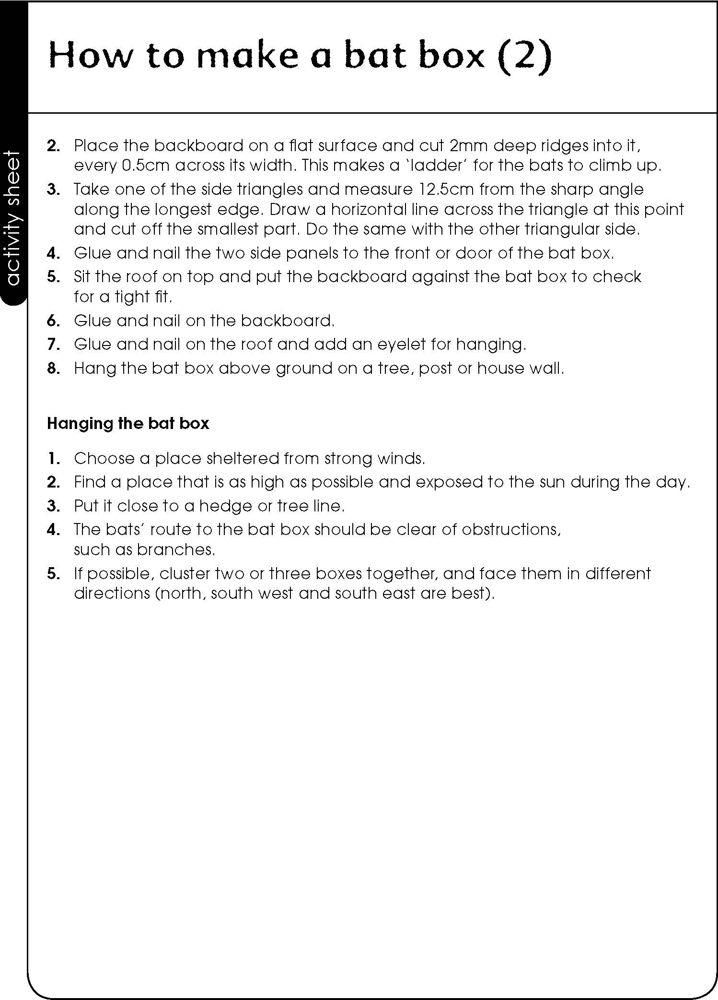 How to make a bat box (2)
activity sheet
2. Place the backboard on a flat surface and cut 2mm deep ridges into it,
every 0.5cm across its width. This makes a ‘ladder’ for the bats to climb up.
3. Take one of the side triangles and measure 12.5cm from the sharp angle
along the longest edge. Draw a horizontal line across the triangle at this point
and cut off the smallest part. Do the same with the other triangular side.
4. Glue and nail the two side panels to the front or door of the bat box.
5. Sit the roof on top and put the backboard against the bat box to check
for a tight fit.
6. Glue and nail on the backboard.
7. Glue and nail on the roof and add an eyelet for hanging.
8. Hang the bat box above ground on a tree, post or house wall.
Hanging the bat box
1. Choose a place sheltered from strong winds.
2. Find a place that is as high as possible and exposed to the sun during the day.
3. Put it close to a hedge or tree line.
4. The bats’ route to the bat box should be clear of obstructions,
such as branches.
5. If possible, cluster two or three boxes together, and face them in different
directions (north, south west and south east are best).